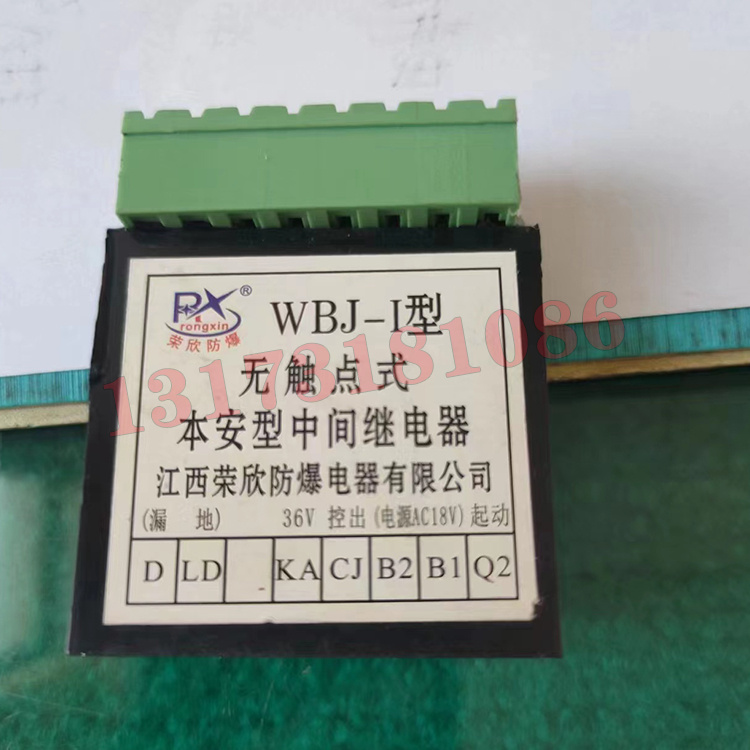 RX®
rongxin
荣欣防爆
WBJ-I型
无触点式
本安型中间继电器
江西荣欣防爆电器有限公司
(漏 地) 36V 控出 (电源AC18V) 起动
D LD KA CJ B2 B1 Q2
13173181086